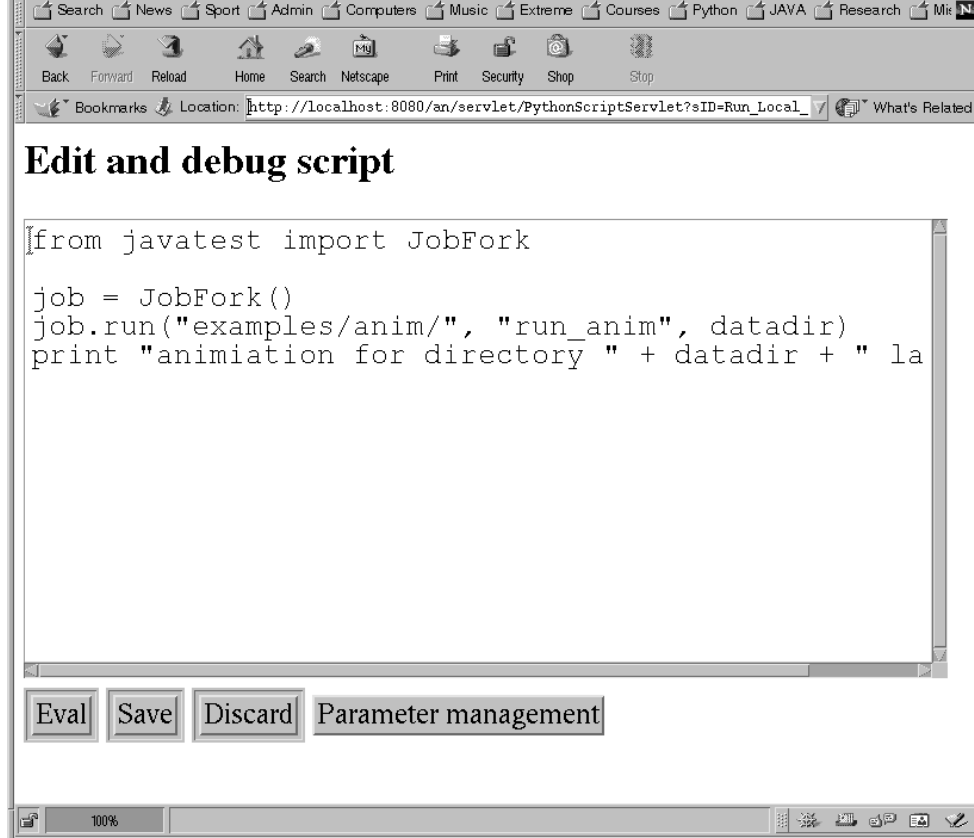 Search News Sport Admin Computers Music Extreme Courses Python JAVA Research
Back Forward Reload Home Search Netscape Print Security Shop Stop
Bookmarks Location: http://localhost:8080/an/servlet/PythonScriptServlet?sID=Run_Local_ What's Related
Edit and debug script
from javatest import JobFork
job = JobFork()
job.run("examples/anim/", "run_anim", datadir)
print "animiation for directory " + datadir + " la
Eval Save Discard Parameter management
100%